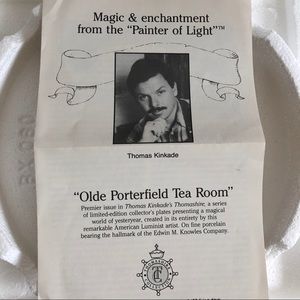 Magic & enchantment
from the "Painter of Light"™
Thomas Kinkade
"Olde Porterfield Tea Room"
Premier issue in Thomas Kinkade's Thomashire, a series
of limited-edition collector's plates presenting a magical
world of yesteryear, created in its entirety by this
remarkable American Luminist artist. On fine porcelain
bearing the hallmark of the Edwin M. Knowles Company.